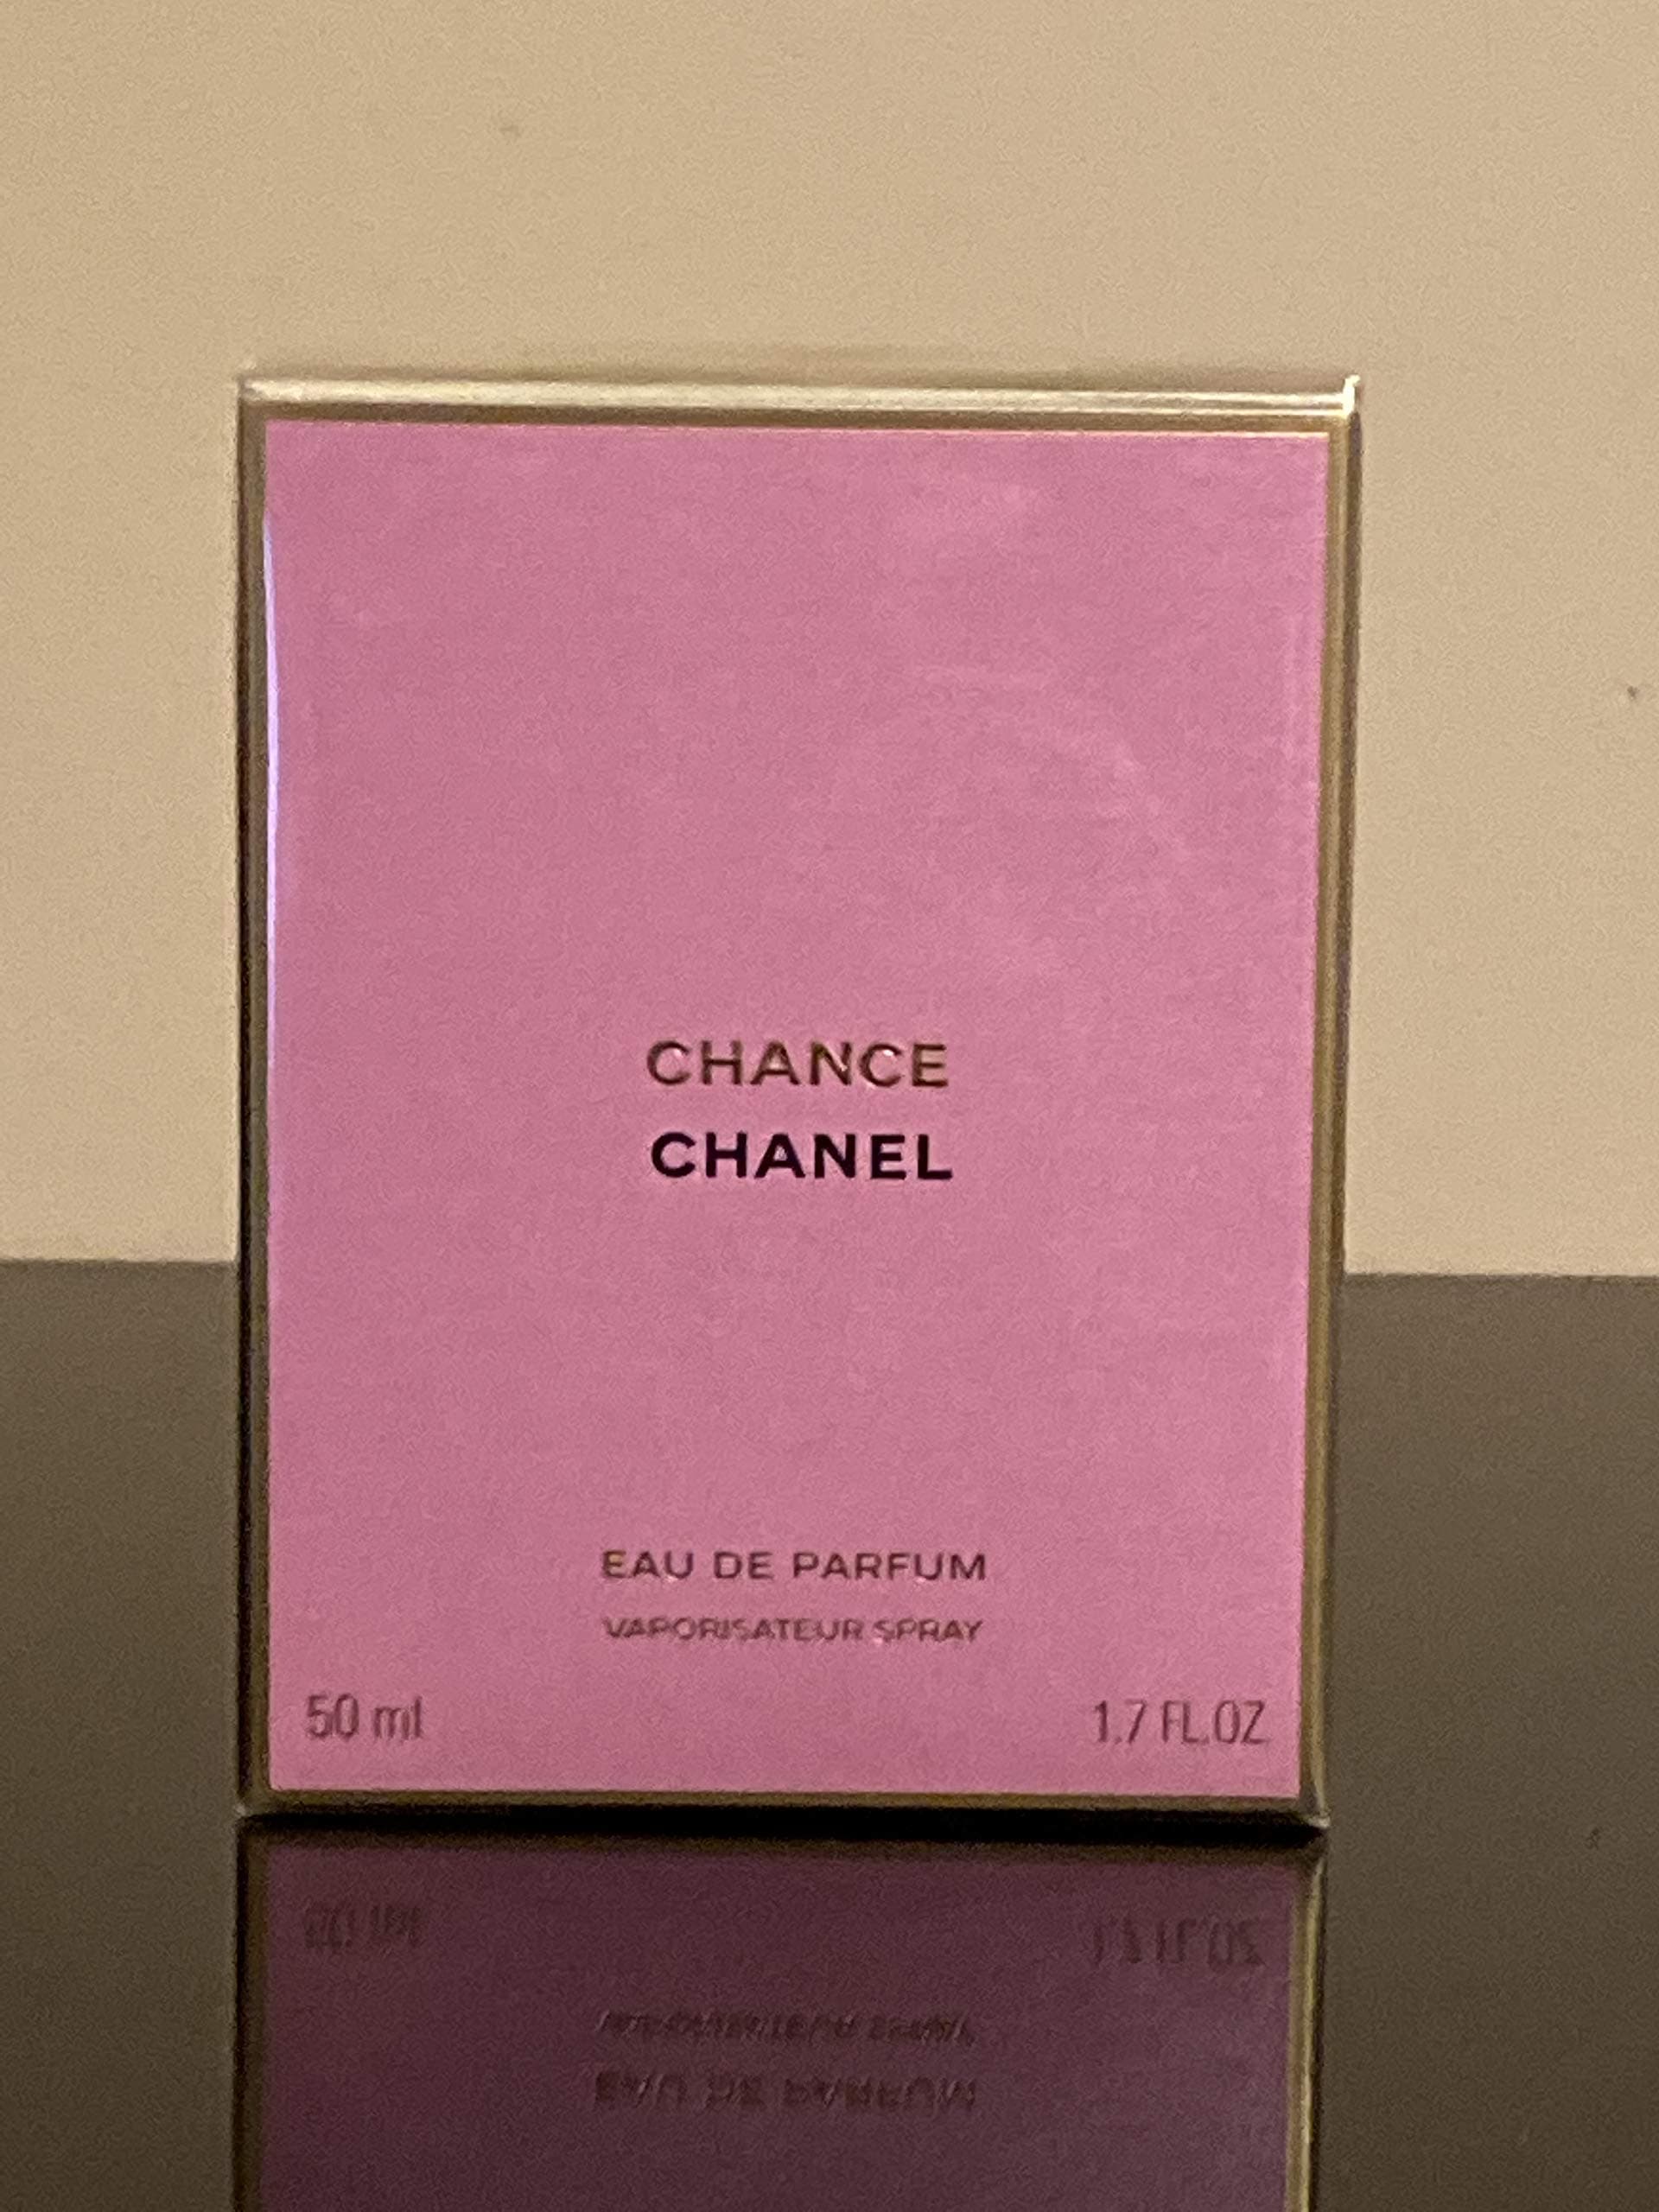 CHANCE
CHANEL
EAU DE PARFUM
VAPORISATEUR SPRAY
50 ml
1.7 FL.OZ